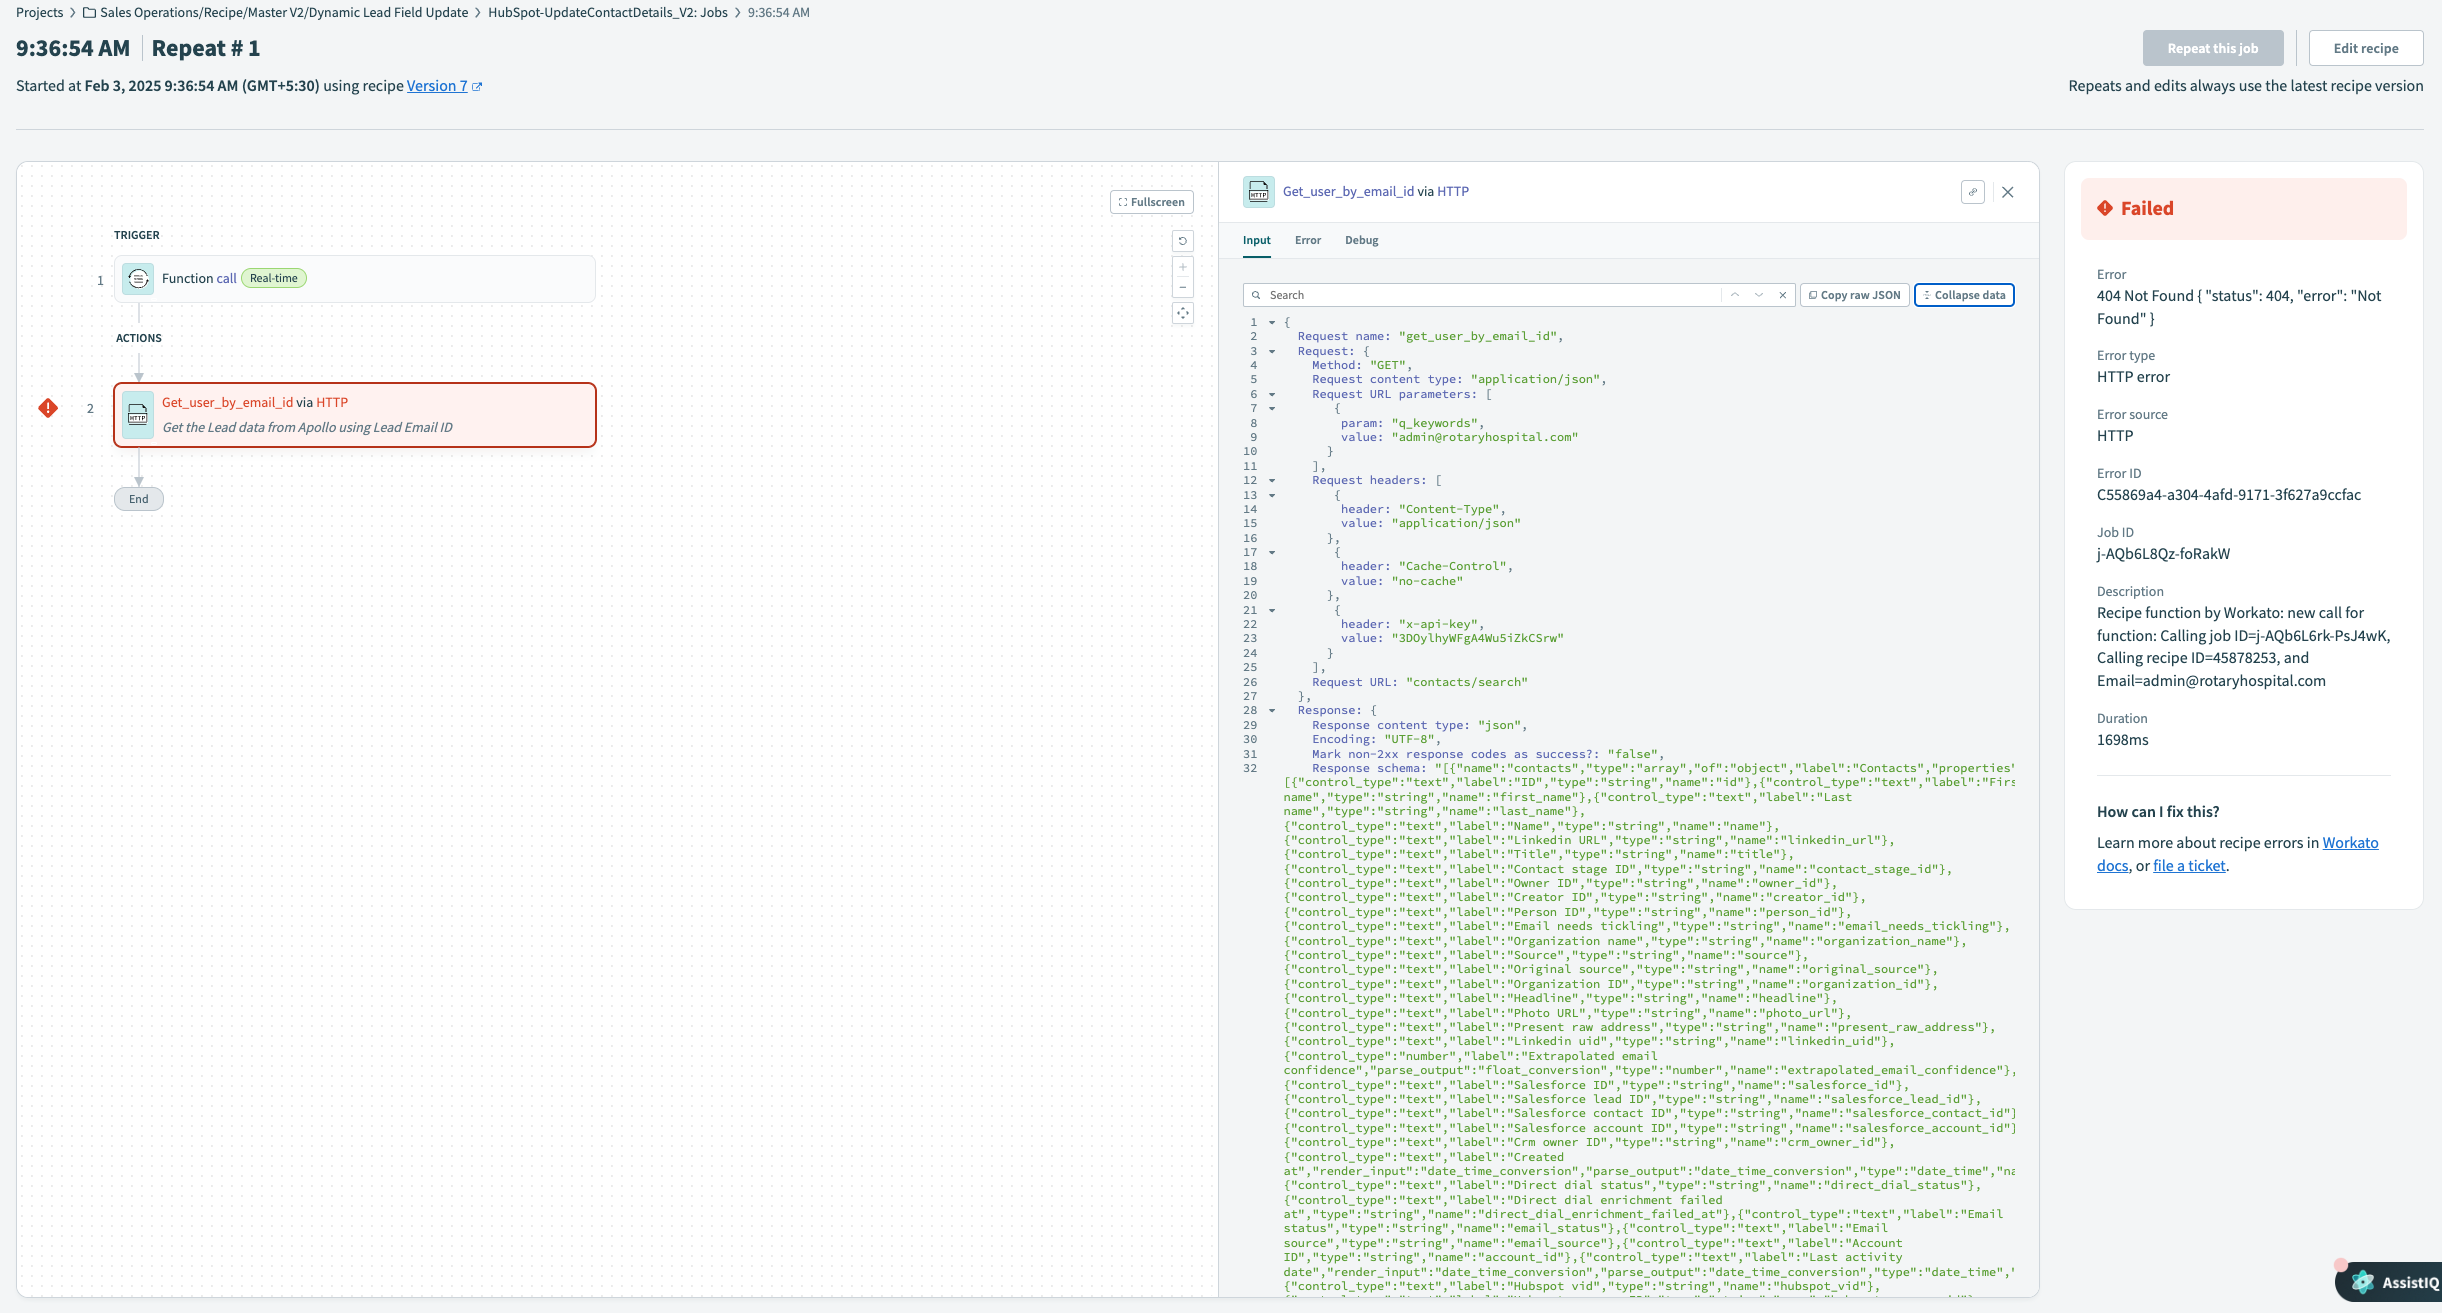 Projects > Sales Operations/Recipe/Master V2/Dynamic Lead Field Update > HubSpot-UpdateContactDetails_V2: Jobs > 9:36:54 AM
9:36:54 AM Repeat # 1
Repeat this job
Edit recipe
Started at Feb 3, 2025 9:36:54 AM (GMT+5:30) using recipe Version 7
Repeats and edits always use the latest recipe version
Fullscreen
TRIGGER
1 Function call Real-time
ACTIONS
2 Get_user_by_email_id via HTTP
Get the Lead data from Apollo using Lead Email ID
End
Get_user_by_email_id via HTTP
Input Error Debug
Search
Copy raw JSON
Collapse data
1 {
2 Request name: "get_user_by_email_id",
3 Request: {
4 Method: "GET",
5 Request content type: "application/json",
6 Request URL parameters: [
7 {
8 param: "q_keywords",
9 value: "admin@rotaryhospital.com"
10 }
11 ],
12 Request headers: [
13 {
14 header: "Content-Type",
15 value: "application/json"
16 },
17 {
18 header: "Cache-Control",
19 value: "no-cache"
20 },
21 {
22 header: "x-api-key",
23 value: "3DOylhyWFgA4Wu5iZkCSrw"
24 }
25 ],
26 Request URL: "contacts/search"
27 },
28 Response: {
29 Response content type: "json",
30 Encoding: "UTF-8",
31 Mark non-2xx response codes as success?: "false",
32 Response schema: "[{"name":"contacts","type":"array","of":"object","label":"Contacts","properties"
[{"control_type":"text","label":"ID","type":"string","name":"id"},{"control_type":"text","label":"Firs
name","type":"string","name":"first_name"},{"control_type":"text","label":"Last
name","type":"string","name":"last_name"},
{"control_type":"text","label":"Name","type":"string","name":"name"},
{"control_type":"text","label":"Linkedin URL","type":"string","name":"linkedin_url"},
{"control_type":"text","label":"Title","type":"string","name":"title"},
{"control_type":"text","label":"Contact stage ID","type":"string","name":"contact_stage_id"},
{"control_type":"text","label":"Owner ID","type":"string","name":"owner_id"},
{"control_type":"text","label":"Creator ID","type":"string","name":"creator_id"},
{"control_type":"text","label":"Person ID","type":"string","name":"person_id"},
{"control_type":"text","label":"Email needs tickling","type":"string","name":"email_needs_tickling"},
{"control_type":"text","label":"Organization name","type":"string","name":"organization_name"},
{"control_type":"text","label":"Source","type":"string","name":"source"},
{"control_type":"text","label":"Original source","type":"string","name":"original_source"},
{"control_type":"text","label":"Organization ID","type":"string","name":"organization_id"},
{"control_type":"text","label":"Headline","type":"string","name":"headline"},
{"control_type":"text","label":"Photo URL","type":"string","name":"photo_url"},
{"control_type":"text","label":"Present raw address","type":"string","name":"present_raw_address"},
{"control_type":"text","label":"Linkedin uid","type":"string","name":"linkedin_uid"},
{"control_type":"number","label":"Extrapolated email
confidence","parse_output":"float_conversion","type":"number","name":"extrapolated_email_confidence"},
{"control_type":"text","label":"Salesforce ID","type":"string","name":"salesforce_id"},
{"control_type":"text","label":"Salesforce lead ID","type":"string","name":"salesforce_lead_id"},
{"control_type":"text","label":"Salesforce contact ID","type":"string","name":"salesforce_contact_id"}
{"control_type":"text","label":"Salesforce account ID","type":"string","name":"salesforce_account_id"}
{"control_type":"text","label":"Crm owner ID","type":"string","name":"crm_owner_id"},
{"control_type":"text","label":"Created
at","render_input":"date_time_conversion","parse_output":"date_time_conversion","type":"date_time","na
{"control_type":"text","label":"Direct dial status","type":"string","name":"direct_dial_status"},
{"control_type":"text","label":"Direct dial enrichment failed
at","type":"string","name":"direct_dial_enrichment_failed_at"},{"control_type":"text","label":"Email
status","type":"string","name":"email_status"},{"control_type":"text","label":"Email
source","type":"string","name":"email_source"},{"control_type":"text","label":"Account
ID","type":"string","name":"account_id"},{"control_type":"text","label":"Last activity
date","render_input":"date_time_conversion","parse_output":"date_time_conversion","type":"date_time","
{"control_type":"text","label":"Hubspot vid","type":"string","name":"hubspot_vid"},
Failed
Error
404 Not Found { "status": 404, "error": "Not
Found" }
Error type
HTTP error
Error source
HTTP
Error ID
C55869a4-a304-4afd-9171-3f627a9ccfac
Job ID
j-AQb6L8Qz-foRakW
Description
Recipe function by Workato: new call for
function: Calling job ID=j-AQb6L6rk-PsJ4wK,
Calling recipe ID=45878253, and
Email=admin@rotaryhospital.com
Duration
1698ms
How can I fix this?
Learn more about recipe errors in Workato
docs, or file a ticket.
AssistIQ